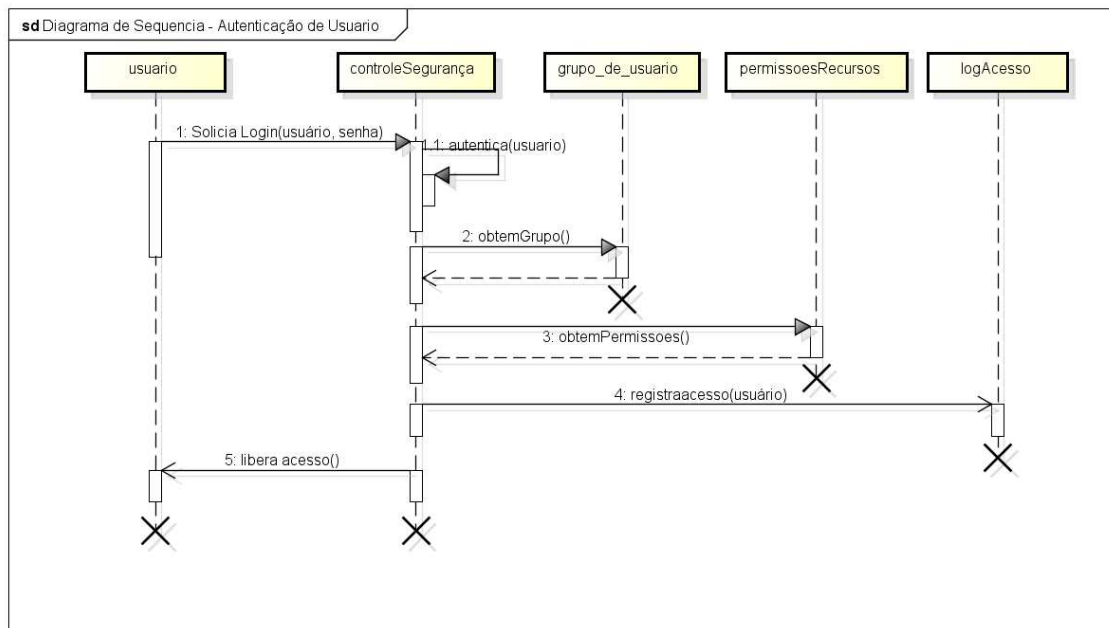 sd Diagrama de Sequencia - Autenticação de Usuario
usuario
controleSegurança
grupo_de_usuario
permissoesRecursos
logAcesso
1: Solicia Login(usuário, senha)
1.1: autentica(usuario)
2: obtemGrupo()
3: obtemPermissoes()
4: registraacesso(usuário)
5: libera acesso()